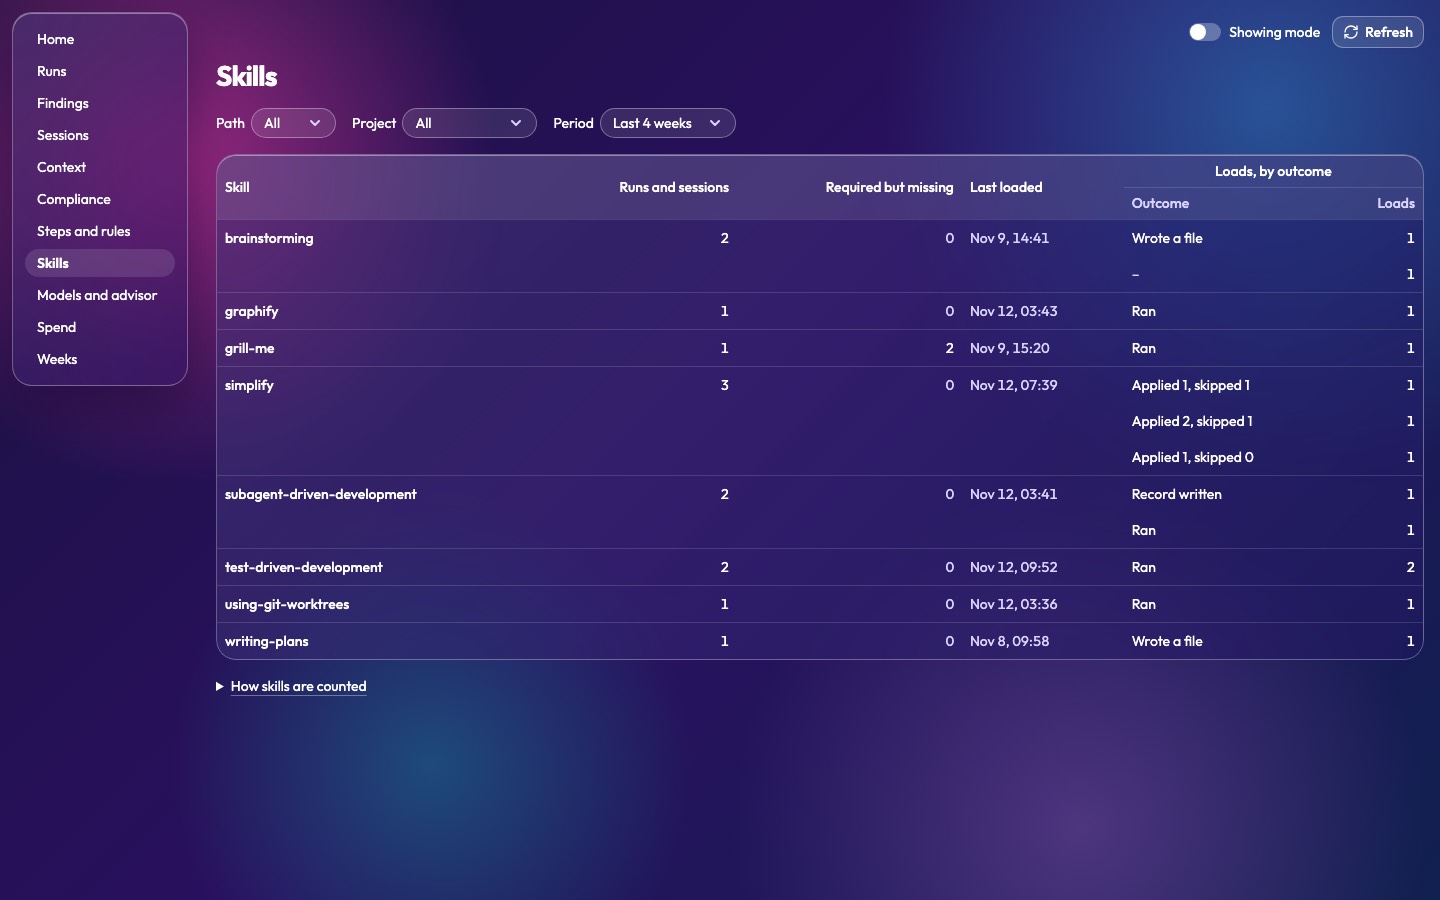 Home
Runs
Findings
Sessions
Context
Compliance
Steps and rules
Skills
Models and advisor
Spend
Weeks
Showing mode
Refresh
Skills
Path All Project All Period Last 4 weeks
Skill Runs and sessions Required but missing Last loaded Loads, by outcome
Outcome Loads
brainstorming 2 0 Nov 9, 14:41 Wrote a file 1
– 1
graphify 1 0 Nov 12, 03:43 Ran 1
grill-me 1 2 Nov 9, 15:20 Ran 1
simplify 3 0 Nov 12, 07:39 Applied 1, skipped 1 1
Applied 2, skipped 1 1
Applied 1, skipped 0 1
subagent-driven-development 2 0 Nov 12, 03:41 Record written 1
Ran 1
test-driven-development 2 0 Nov 12, 09:52 Ran 2
using-git-worktrees 1 0 Nov 12, 03:36 Ran 1
writing-plans 1 0 Nov 8, 09:58 Wrote a file 1
How skills are counted